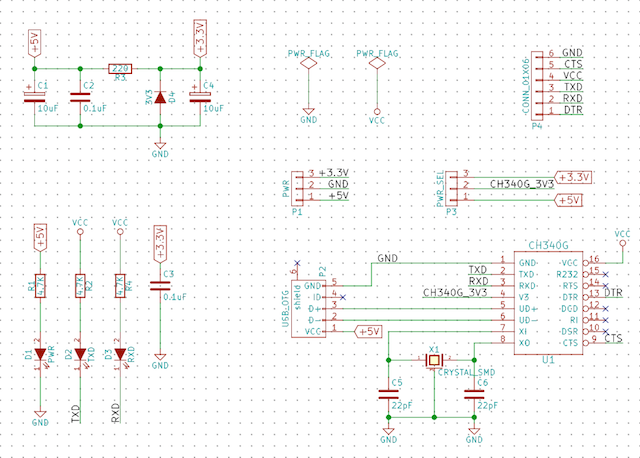 +5V
+3.3V
220
R3
C1
10uF
C2
0.1uF
3V3
D4
C4
10uF
GND
PWR_FLAG
GND
PWR_FLAG
VCC
CONN_01X06
6 GND
5 CTS
4 VCC
3 TXD
2 RXD
1 DTR
P4
PWR
3 +3.3V
2 GND
1 +5V
P1
PWR_SEL
3 +3.3V
2 CH340G_3V3
1 +5V
P3
+5V
VCC
VCC
+3.3V
R1
4.7K
R2
4.7K
R4
4.7K
C3
0.1uF
GND
D1
PWR
D2
TXD
D3
RXD
2
1
2
1
2
1
GND
TXD
RXD
USB_OTG
shield
6
P2
GND 5
ID 4
D+ 3
D- 2
VCC 1
+5V
GND
TXD
RXD
CH340G_3V3
CH340G
1 GND
2 TXD
3 RXD
4 V3
5 UD+
6 UD-
7 XI
8 XO
VCC 16
R232 15
RTS 14
DTR 13 DTR
DCD 12
RI 11
DSR 10
CTS 9 CTS
U1
VCC
X1
CRYSTAL_SMD
C5
22pF
C6
22pF
GND
GND